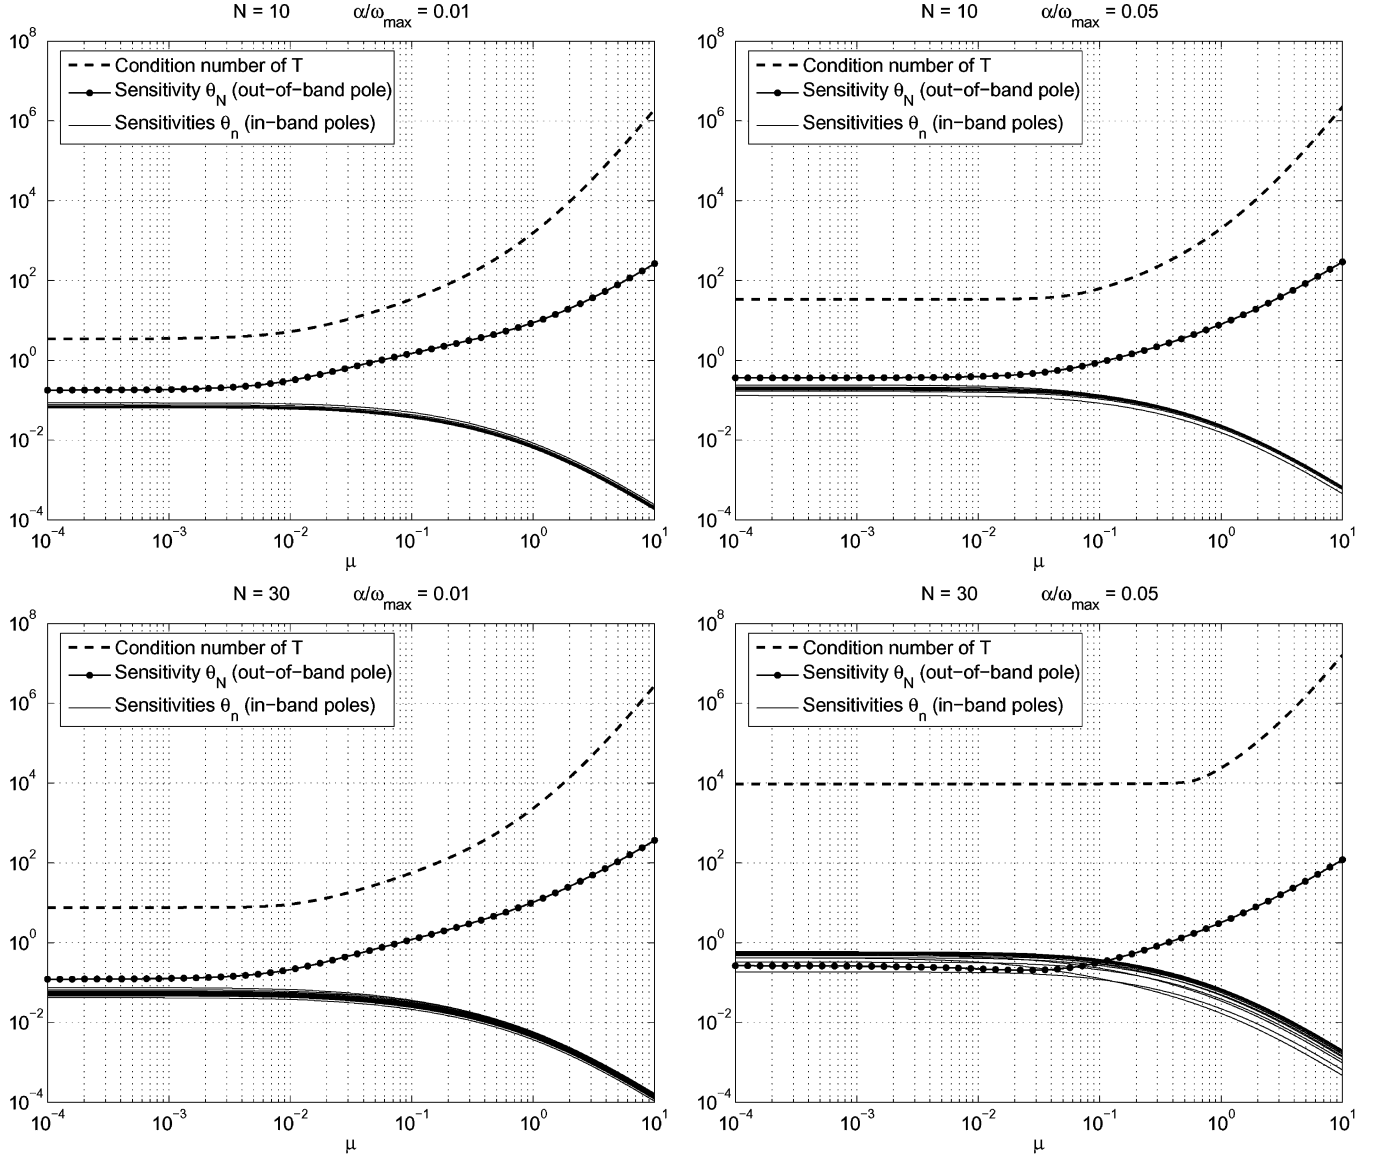 N = 10 α/ω_max = 0.01
10^8
10^6
10^4
10^2
10^0
10^−2
10^−4
Condition number of T
Sensitivity θ_N (out−of−band pole)
Sensitivities θ_n (in−band poles)
10^−4 10^−3 10^−2 10^−1 10^0 10^1
μ
N = 10 α/ω_max = 0.05
10^8
10^6
10^4
10^2
10^0
10^−2
10^−4
Condition number of T
Sensitivity θ_N (out−of−band pole)
Sensitivities θ_n (in−band poles)
10^−4 10^−3 10^−2 10^−1 10^0 10^1
μ
N = 30 α/ω_max = 0.01
10^8
10^6
10^4
10^2
10^0
10^−2
10^−4
Condition number of T
Sensitivity θ_N (out−of−band pole)
Sensitivities θ_n (in−band poles)
10^−4 10^−3 10^−2 10^−1 10^0 10^1
μ
N = 30 α/ω_max = 0.05
10^8
10^6
10^4
10^2
10^0
10^−2
10^−4
Condition number of T
Sensitivity θ_N (out−of−band pole)
Sensitivities θ_n (in−band poles)
10^−4 10^−3 10^−2 10^−1 10^0 10^1
μ